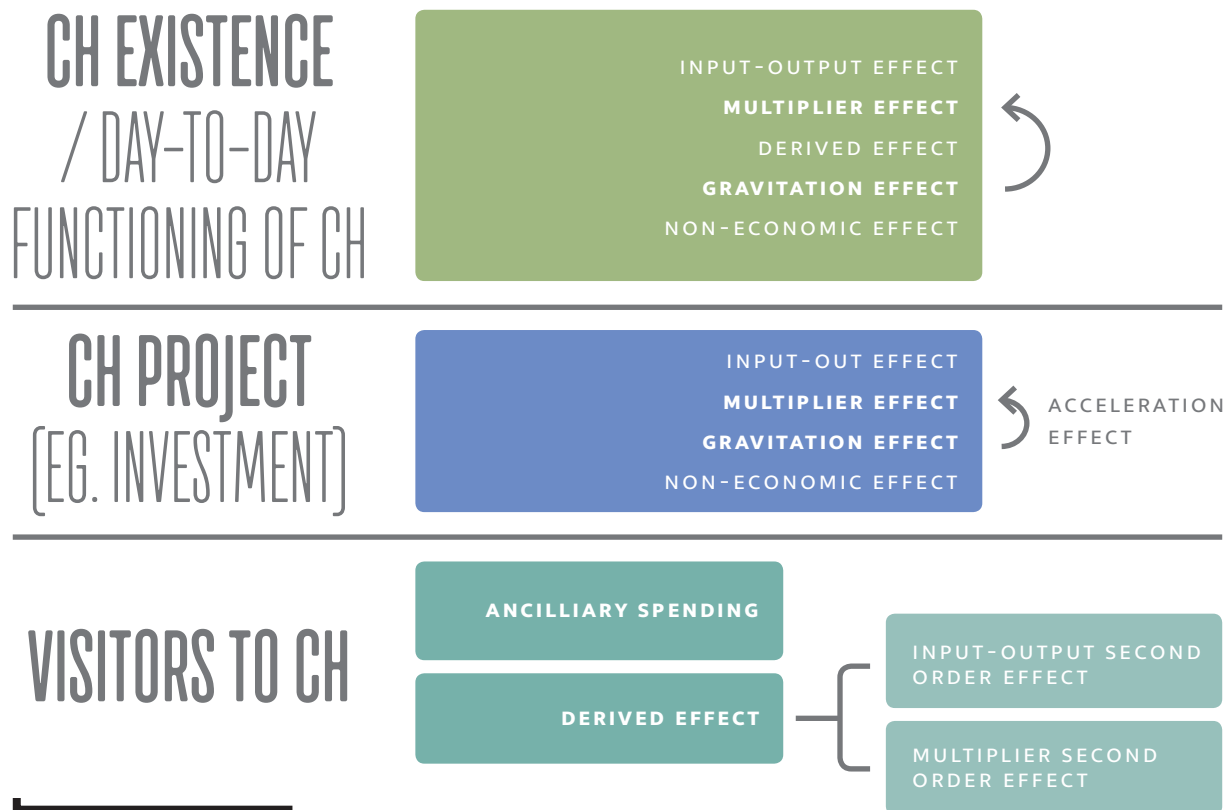 CH EXISTENCE
/ DAY-TO-DAY
FUNCTIONING OF CH
INPUT-OUTPUT EFFECT
MULTIPLIER EFFECT
DERIVED EFFECT
GRAVITATION EFFECT
NON-ECONOMIC EFFECT
CH PROJECT
(EG. INVESTMENT)
INPUT-OUT EFFECT
MULTIPLIER EFFECT
GRAVITATION EFFECT
NON-ECONOMIC EFFECT
ACCELERATION
EFFECT
VISITORS TO CH
ANCILLIARY SPENDING
DERIVED EFFECT
INPUT-OUTPUT SECOND
ORDER EFFECT
MULTIPLIER SECOND
ORDER EFFECT